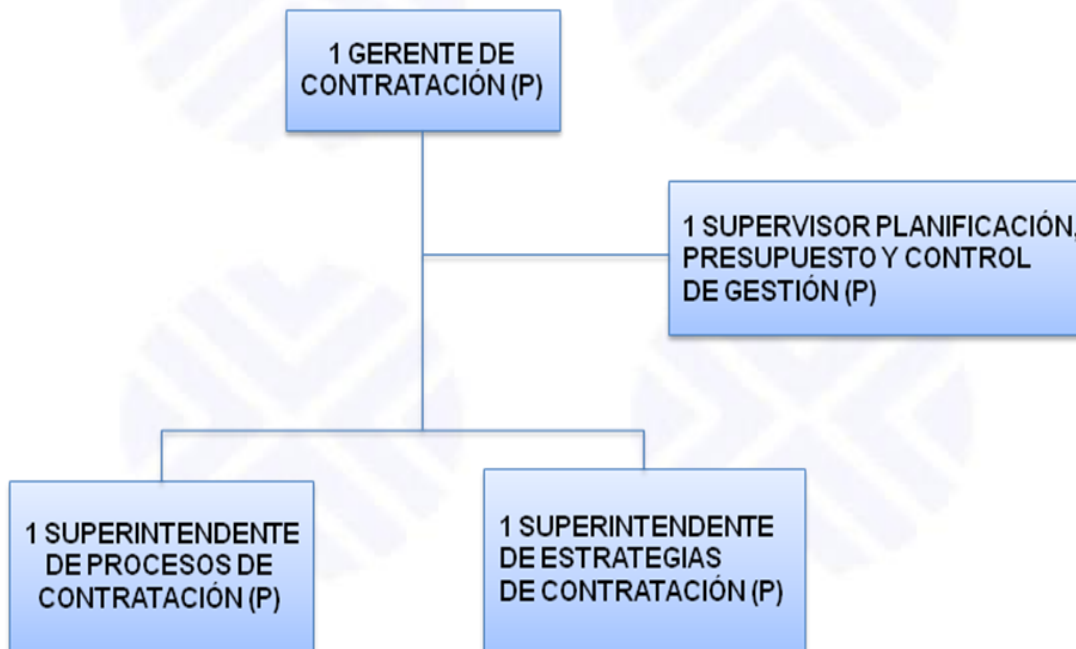 1 GERENTE DE
CONTRATACIÓN (P)
1 SUPERVISOR PLANIFICACIÓN,
PRESUPUESTO Y CONTROL
DE GESTIÓN (P)
1 SUPERINTENDENTE
DE PROCESOS DE
CONTRATACIÓN (P)
1 SUPERINTENDENTE
DE ESTRATEGIAS
DE CONTRATACIÓN (P)